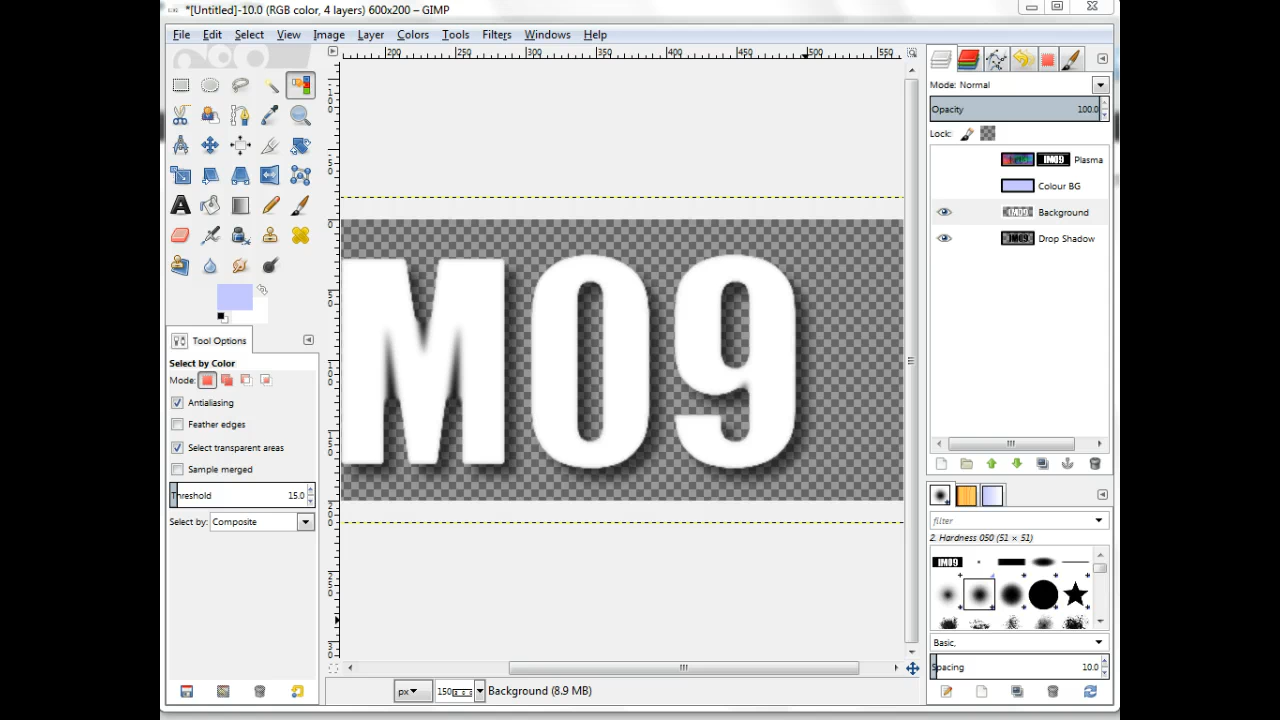 *[Untitled]-10.0 (RGB color, 4 layers) 600x200 – GIMP
File Edit Select View Image Layer Colors Tools Filters Windows Help
200 250 300 350 400 450 500 550
Mode: Normal
Opacity 100.0
Lock:
Plasma
Colour BG
Background
Drop Shadow
M09
Tool Options
Select by Color
Mode:
Antialiasing
Feather edges
Select transparent areas
Sample merged
Threshold 15.0
Select by: Composite
filter
2. Hardness 050 (51 × 51)
IM09
Basic,
Spacing 10.0
px 150 Background (8.9 MB)